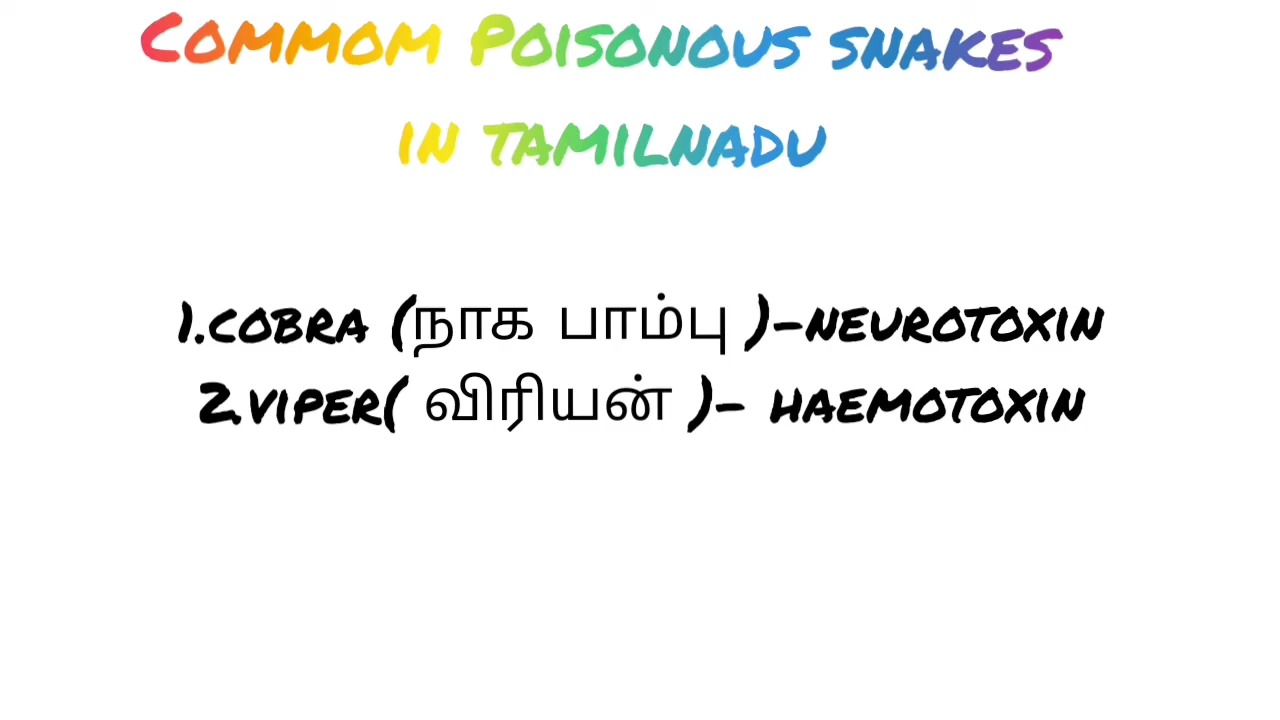 Commom Poisonous snakes
in tamilnadu
1.cobra (நாக பாம்பு )-neurotoxin
2.viper( விரியன் )- haemotoxin